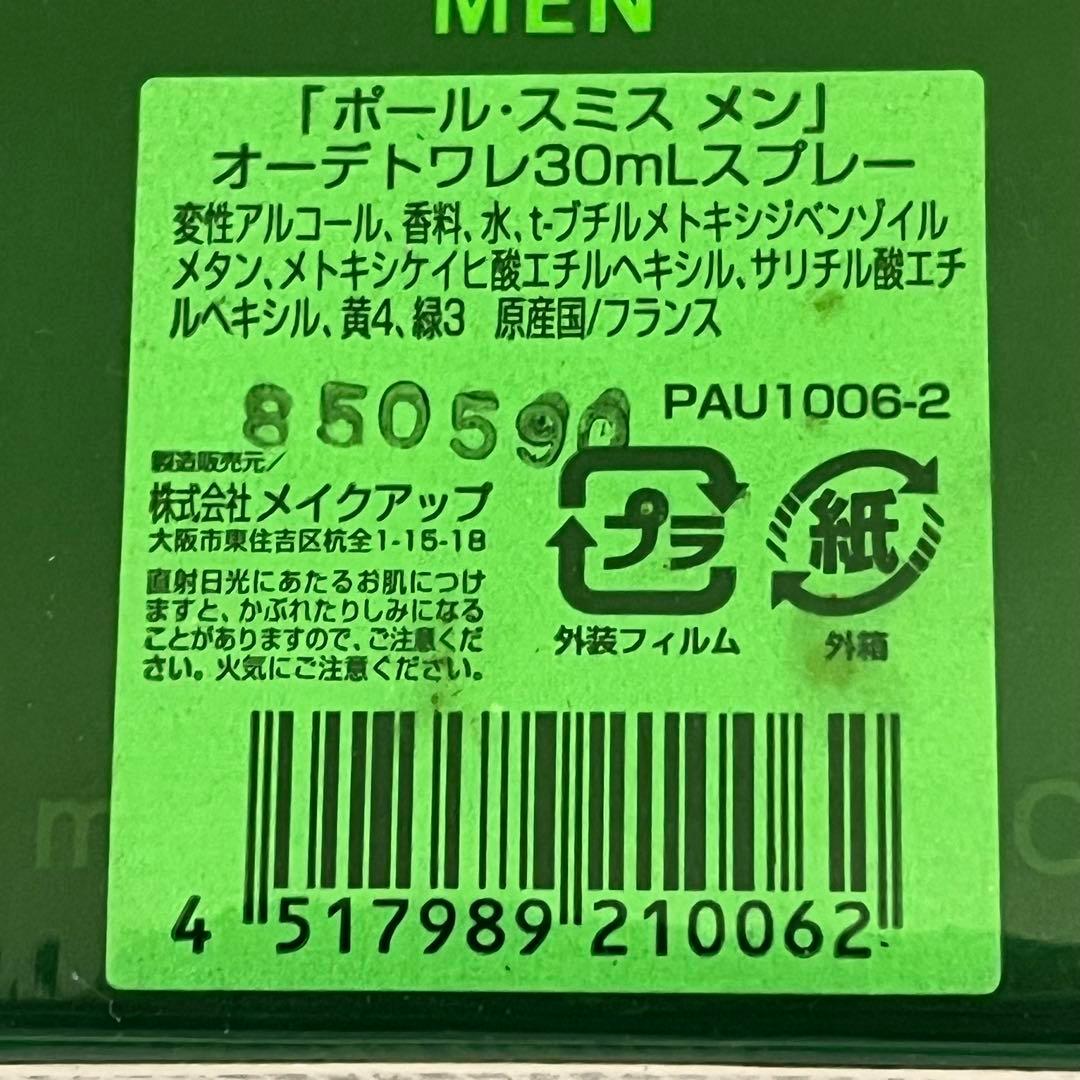 MEN
「ポール・スミス メン」
オーデトワレ30mLスプレー
変性アルコール、香料、水、t-ブチルメトキシジベンゾイル
メタン、メトキシケイヒ酸エチルヘキシル、サリチル酸エチ
ルヘキシル、黄4、緑3 原産国/フランス
PAU1006-2
製造販売元/
株式会社 メイクアップ
大阪市東住吉区杭全1-15-18
直射日光にあたるお肌につけ
ますと、かぶれたりしみになる
ことがありますので、ご注意くだ
さい。火気にご注意ください。
プラ
外装フィルム
紙
外箱
4 517989 210062